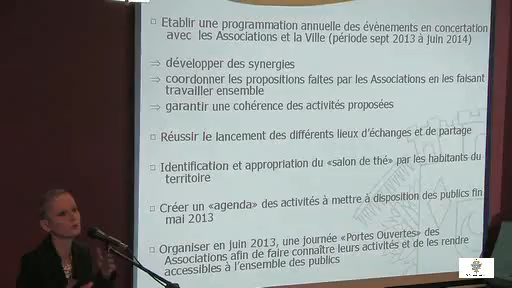 □ Etablir une programmation annuelle des évènements en concertation
avec les Associations et la Ville (période sept 2013 à juin 2014)
⇒ développer des synergies
⇒ coordonner les propositions faites par les Associations en les faisant
travailler ensemble
⇒ garantir une cohérence des activités proposées
□ Réussir le lancement des différents lieux d'échanges et de partage
□ Identification et appropriation du «salon de thé» par les habitants du
territoire
□ Créer un «agenda» des activités à mettre à disposition des publics fin
mai 2013
□ Organiser en juin 2013, une journée «Portes Ouvertes» des
Associations afin de faire connaître leurs activités et de les rendre
accessibles à l'ensemble des publics